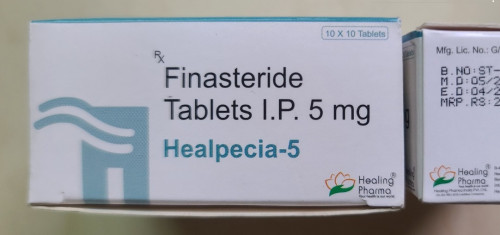 10 X 10 Tablets
Rx
Finasteride
Tablets I.P. 5 mg
Healpecia-5
Healing
Pharma
Mfg. Lic. No.: G/
B.NO:ST-
M.D:05/2
E.D:04/2
MRP.RS:2
Healing
Pharma